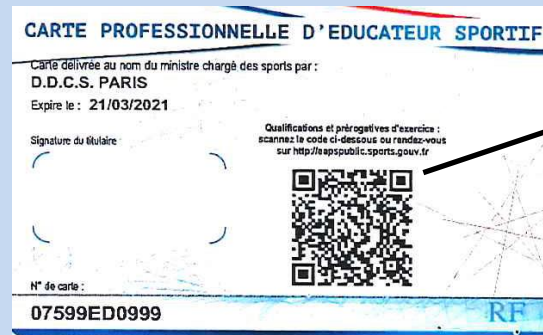 CARTE PROFESSIONNELLE D'EDUCATEUR SPORTIF
Carte délivrée au nom du ministre chargé des sports par :
D.D.C.S. PARIS
Expire le : 21/03/2021
Signature du titulaire
Qualifications et prérogatives d'exercice :
scannez le code ci-dessous ou rendez-vous
sur http://eapspublic.sports.gouv.fr
N° de carte :
07599ED0999
RF